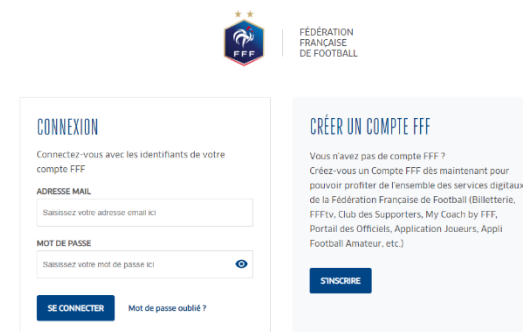 FFF
FÉDÉRATION
FRANÇAISE
DE FOOTBALL
CONNEXION
Connectez-vous avec les identifiants de votre
compte FFF
ADRESSE MAIL
Saisissez votre adresse email ici
MOT DE PASSE
Saisissez votre mot de passe ici
SE CONNECTER Mot de passe oublié ?
CRÉER UN COMPTE FFF
Vous n'avez pas de compte FFF ?
Créez-vous un Compte FFF dès maintenant pour
pouvoir profiter de l'ensemble des services digitaux
de la Fédération Française de Football (Billetterie,
FFFtv, Club des Supporters, My Coach by FFF,
Portail des Officiels, Application Joueurs, Appli
Football Amateur, etc.)
S'INSCRIRE